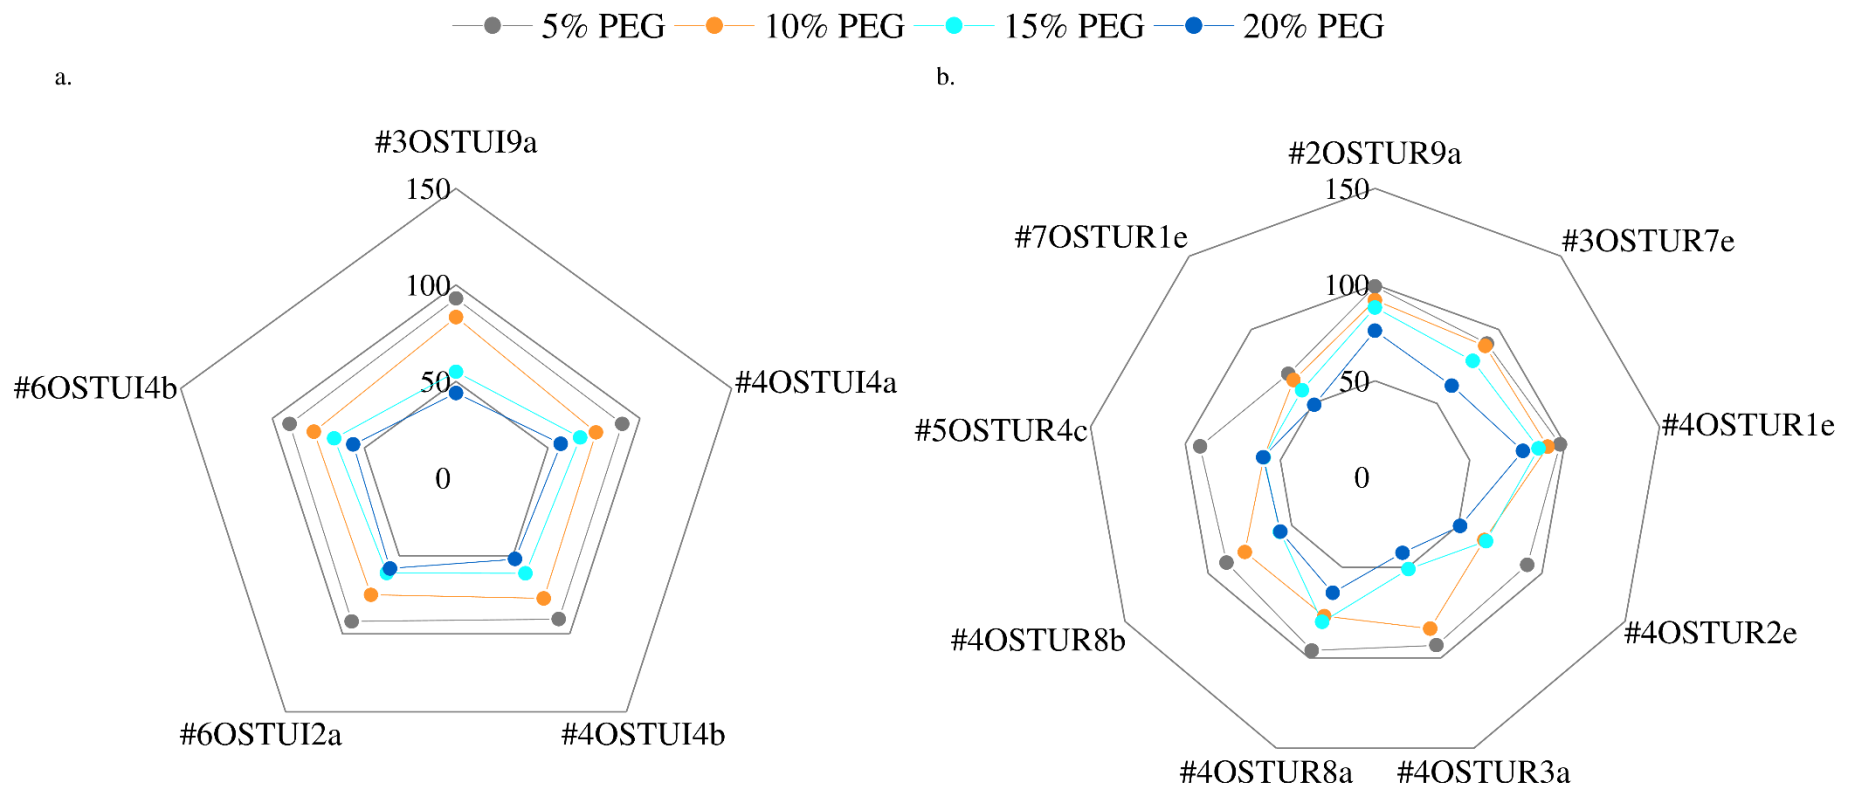 5% PEG 10% PEG 15% PEG 20% PEG
a.
#3OSTUI9a
150
100
50
0
#4OSTUI4a
#4OSTUI4b
#6OSTUI2a
#6OSTUI4b
b.
#2OSTUR9a
150
100
50
0
#3OSTUR7e
#4OSTUR1e
#4OSTUR2e
#4OSTUR3a
#4OSTUR8a
#4OSTUR8b
#5OSTUR4c
#7OSTUR1e